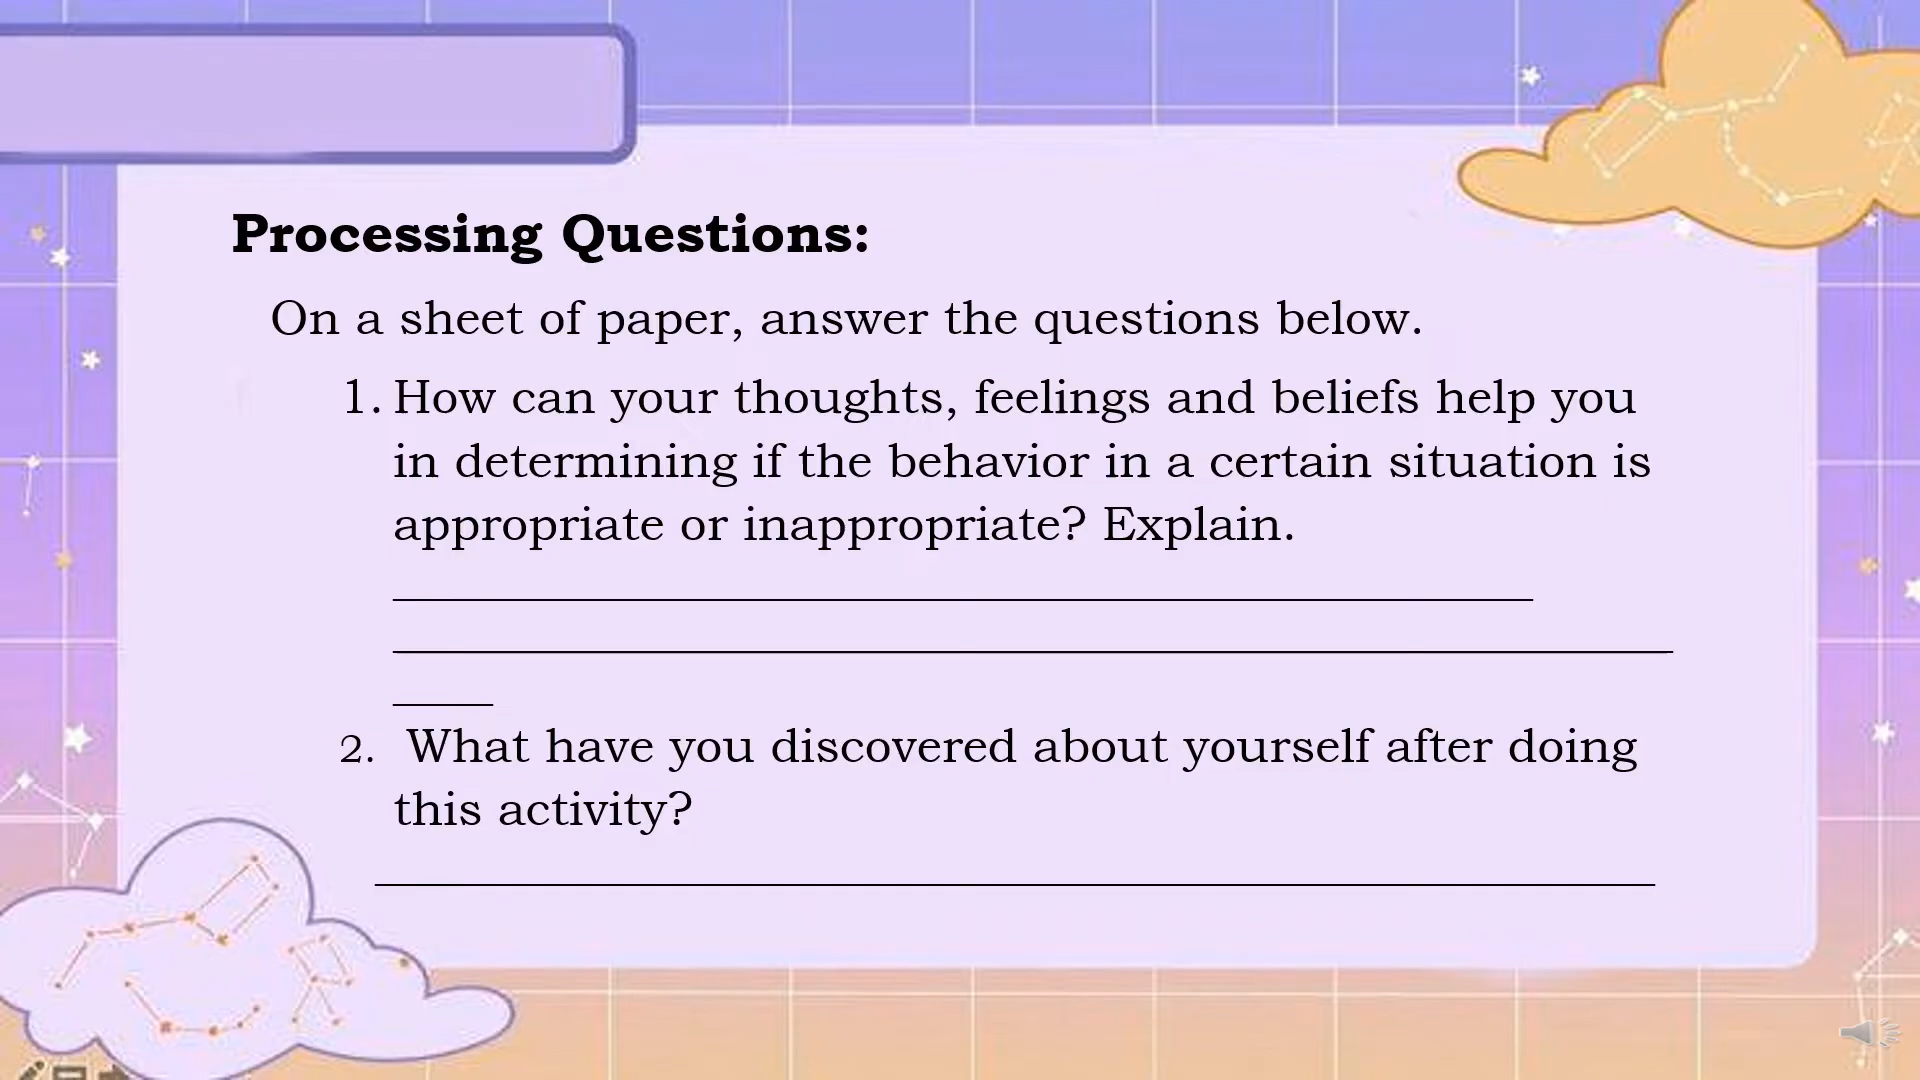 Processing Questions:
On a sheet of paper, answer the questions below.
1. How can your thoughts, feelings and beliefs help you
in determining if the behavior in a certain situation is
appropriate or inappropriate? Explain.
2. What have you discovered about yourself after doing
this activity?